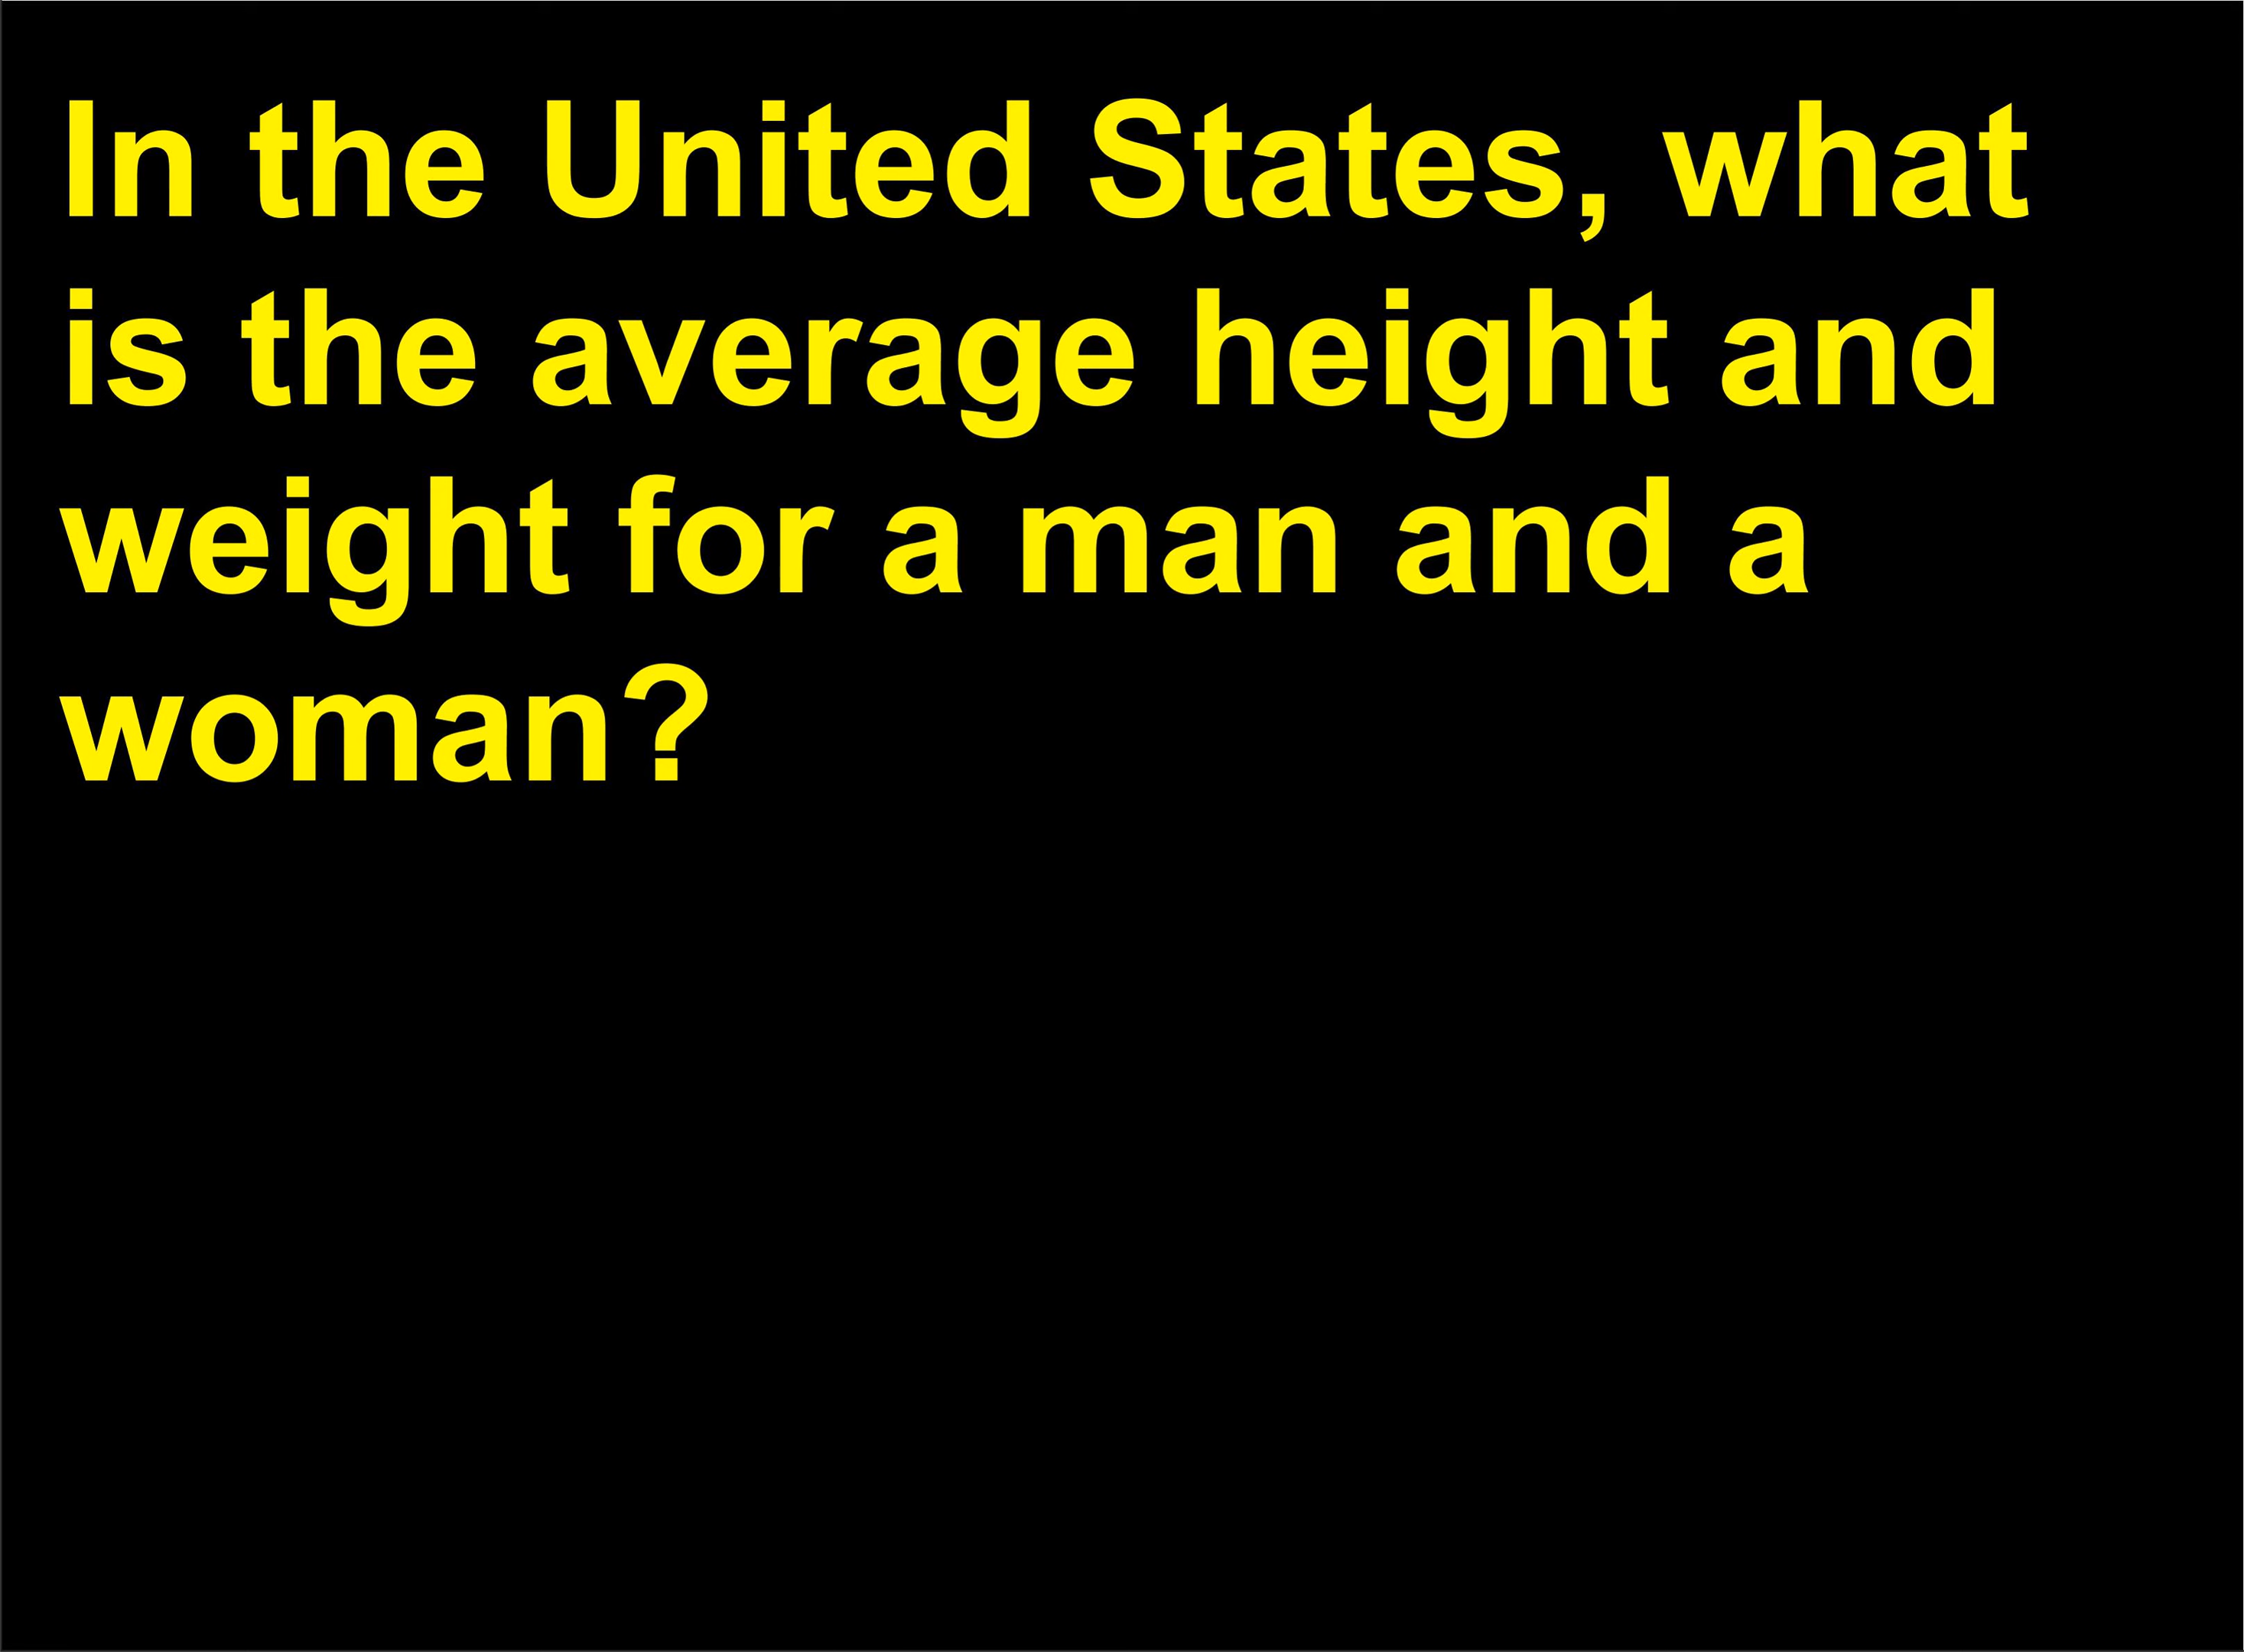 In the United States, what
is the average height and
weight for a man and a
woman?